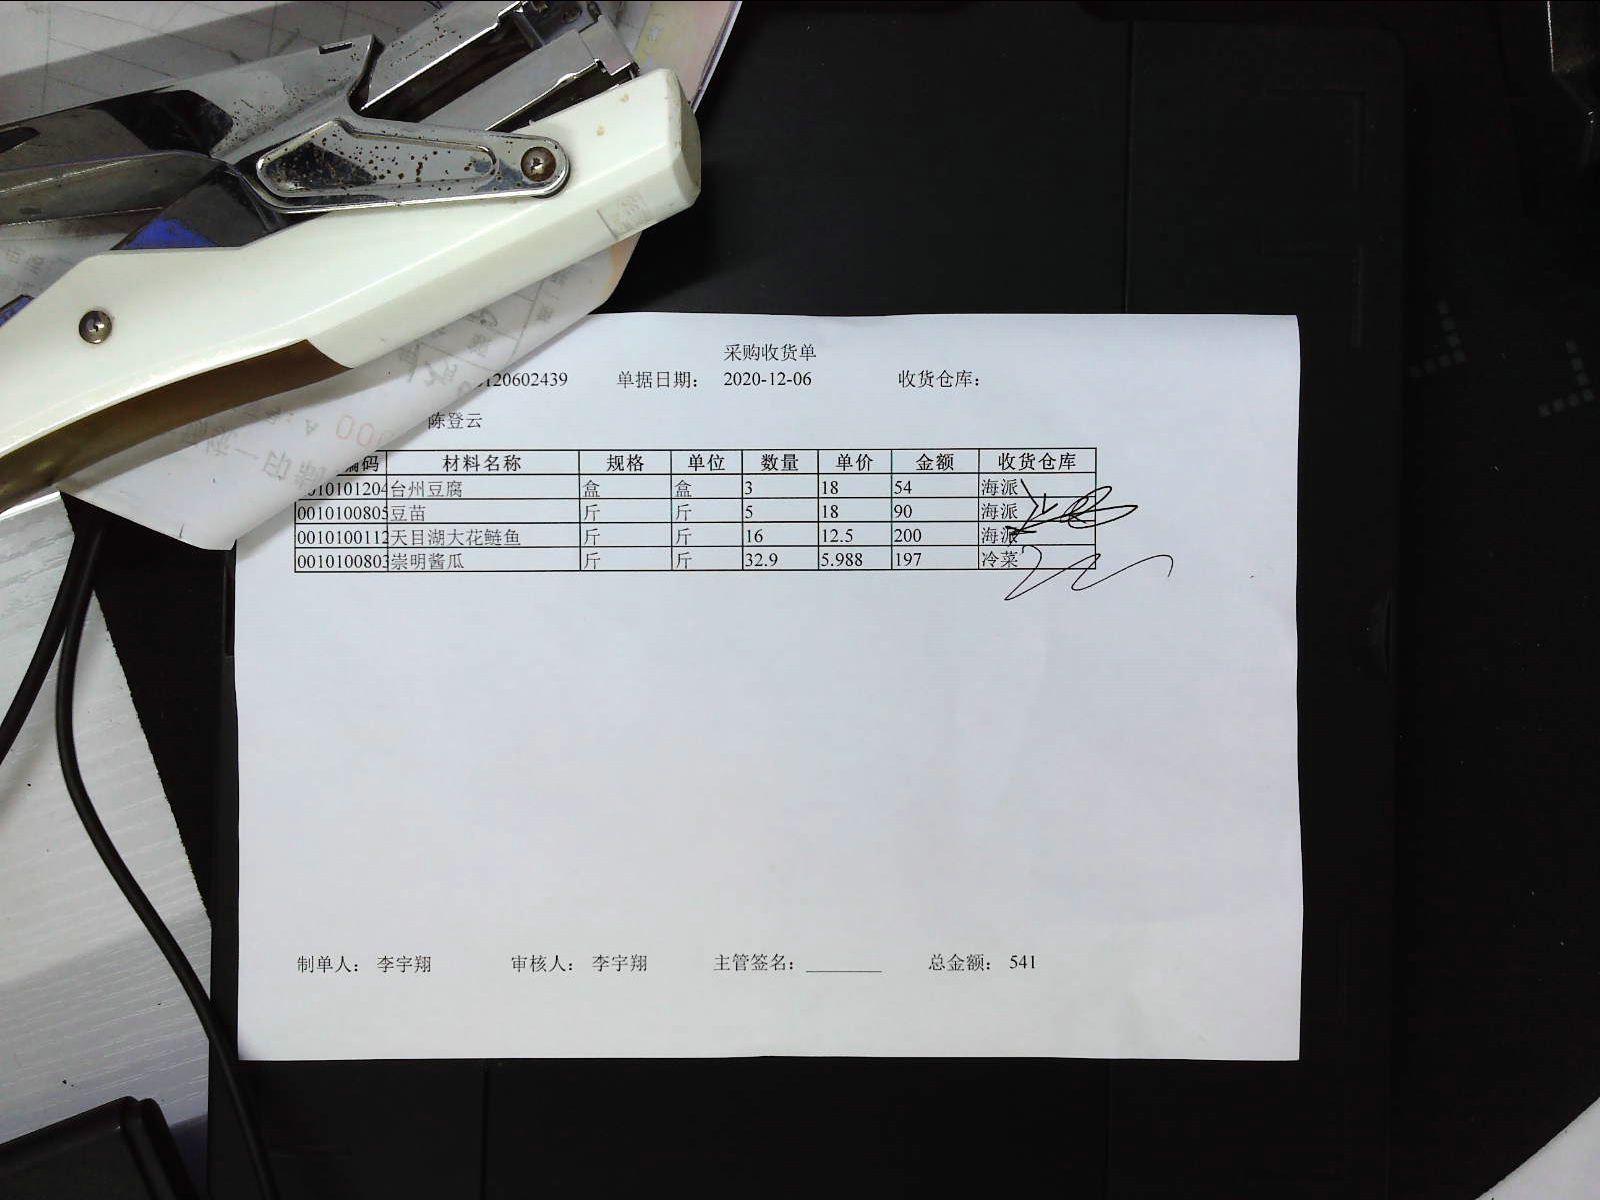 采购收货单
120602439 单据日期： 2020-12-06 收货仓库：
陈登云
编码 材料名称 规格 单位 数量 单价 金额 收货仓库
010101204 台州豆腐 盒 盒 3 18 54 海派
0010100805 豆苗 斤 斤 5 18 90 海派
0010100112 天目湖大花鲢鱼 斤 斤 16 12.5 200 海派
0010100803 崇明酱瓜 斤 斤 32.9 5.988 197 冷菜
制单人： 李宇翔 审核人： 李宇翔 主管签名： 总金额： 541